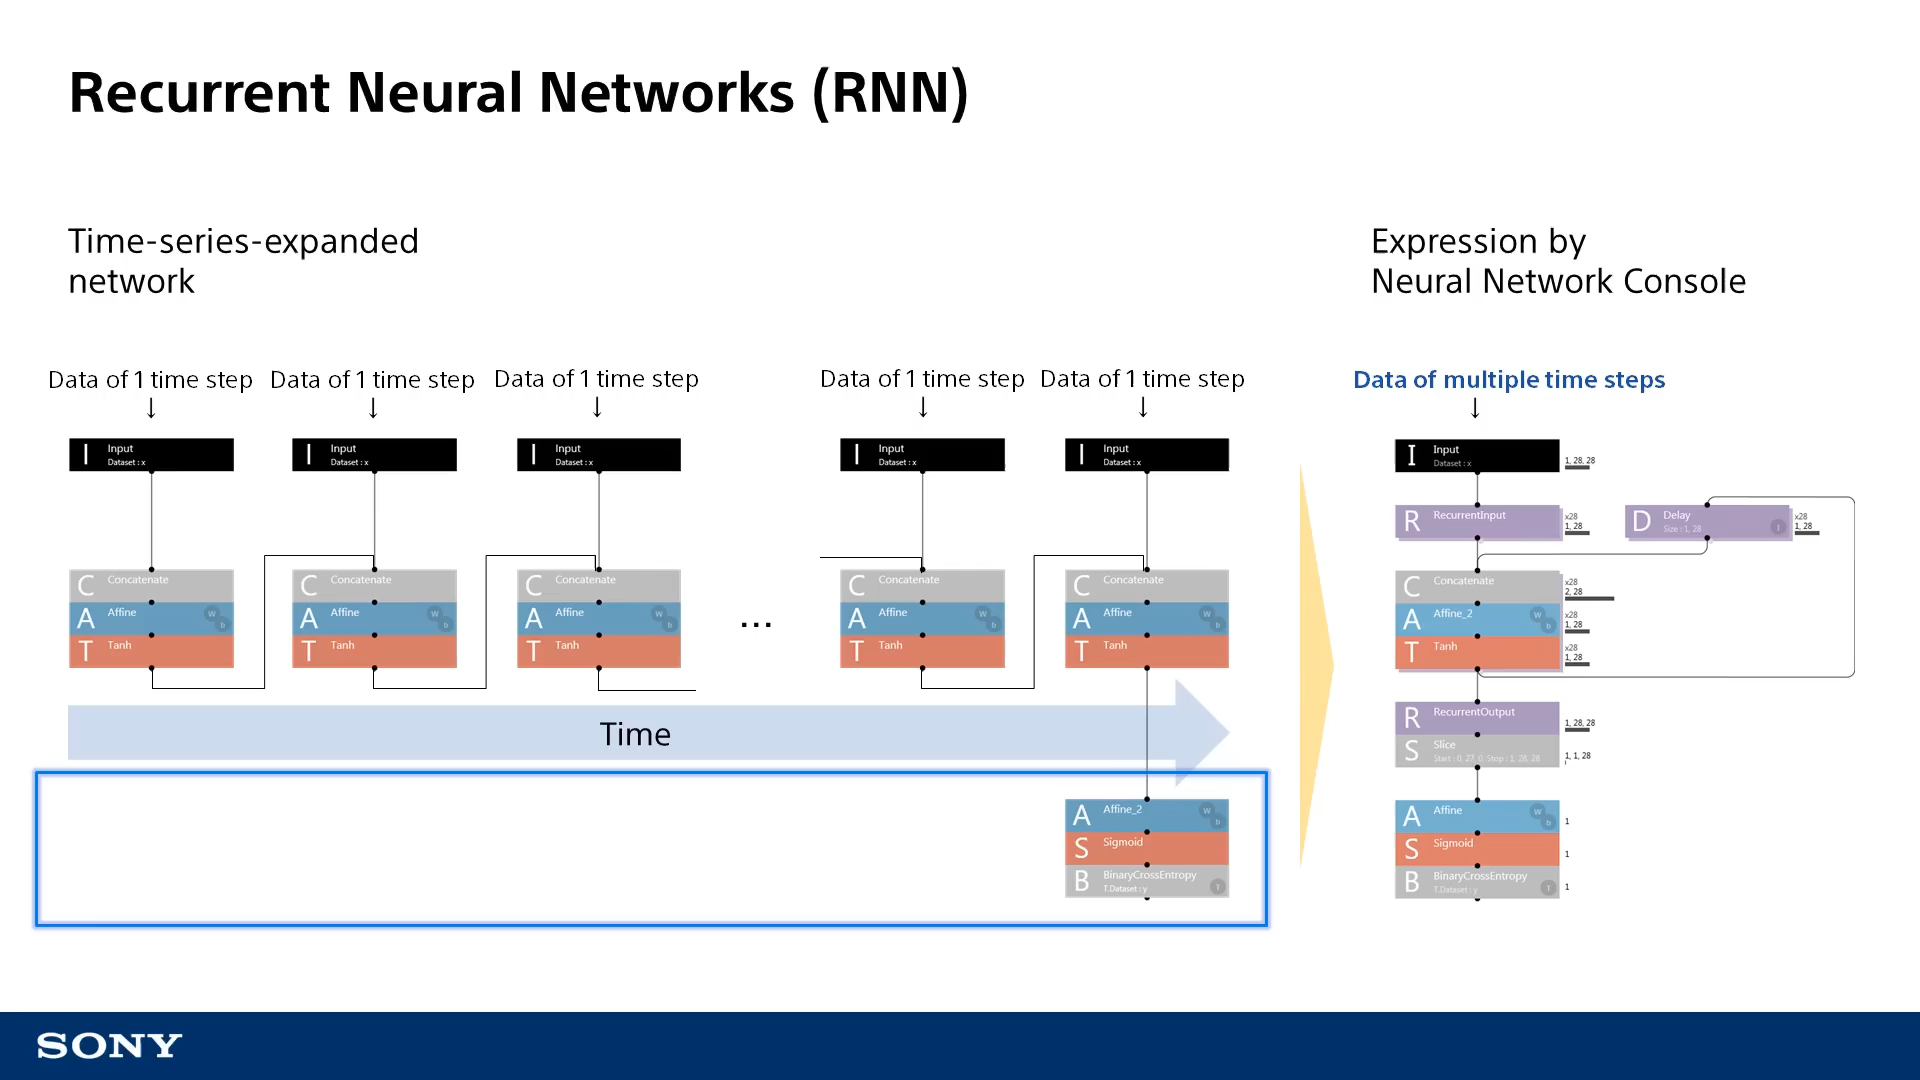 Recurrent Neural Networks (RNN)
Time-series-expanded
network
Expression by
Neural Network Console
Data of 1 time step
Data of 1 time step
Data of 1 time step
Data of 1 time step
Data of 1 time step
Data of multiple time steps
I Input
Dataset : x
I Input
Dataset : x
I Input
Dataset : x
I Input
Dataset : x
I Input
Dataset : x
C Concatenate
A Affine W b
T Tanh
C Concatenate
A Affine W b
T Tanh
C Concatenate
A Affine W b
T Tanh
...
C Concatenate
A Affine W b
T Tanh
C Concatenate
A Affine W b
T Tanh
Time
A Affine_2 W b
S Sigmoid
B BinaryCrossEntropy
T.Dataset : y T
I Input
Dataset : x
1, 28, 28
R RecurrentInput
x28
1, 28
D Delay
Size : 1, 28 I
x28
1, 28
C Concatenate
x28
2, 28
A Affine_2 W b
x28
1, 28
T Tanh
x28
1, 28
R RecurrentOutput
1, 28, 28
S Slice
Start : 0, 27, 0 Stop : 1, 28, 28
1, 1, 28
A Affine W b
1
S Sigmoid
1
B BinaryCrossEntropy
T.Dataset : y T
1
SONY